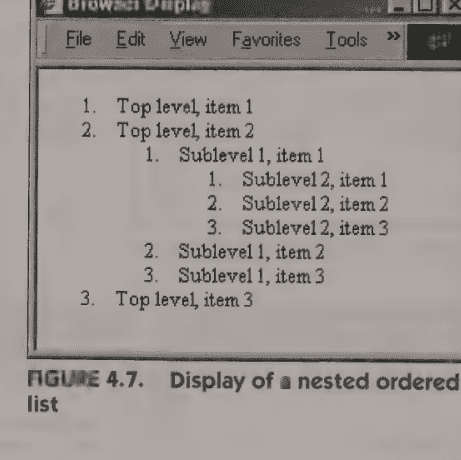 Browser Display
File Edit View Favorites Tools »
1. Top level, item 1
2. Top level, item 2
1. Sublevel 1, item 1
1. Sublevel 2, item 1
2. Sublevel 2, item 2
3. Sublevel 2, item 3
2. Sublevel 1, item 2
3. Sublevel 1, item 3
3. Top level, item 3
FIGURE 4.7. Display of a nested ordered
list